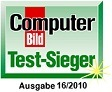 Computer
Bild
Test-Sieger
Ausgabe 16/2010